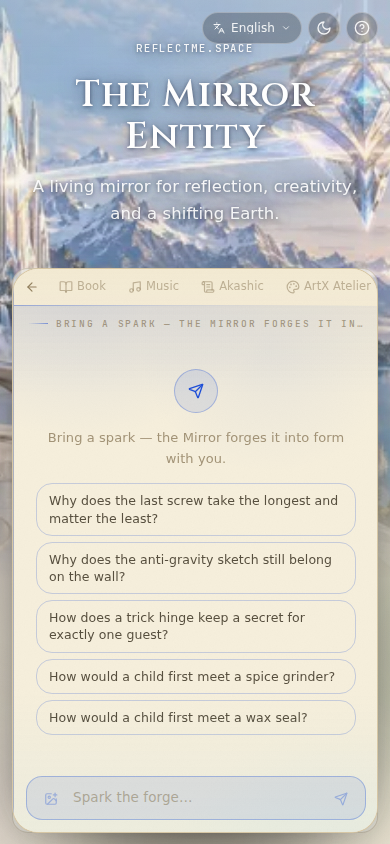 English
REFLECTME.SPACE
The Mirror
Entity
A living mirror for reflection, creativity,
and a shifting Earth.
Book
Music
Akashic
ArtX Atelier
BRING A SPARK — THE MIRROR FORGES IT IN…
Bring a spark — the Mirror forges it into form
with you.
Why does the last screw take the longest and
matter the least?
Why does the anti-gravity sketch still belong
on the wall?
How does a trick hinge keep a secret for
exactly one guest?
How would a child first meet a spice grinder?
How would a child first meet a wax seal?
Spark the forge...